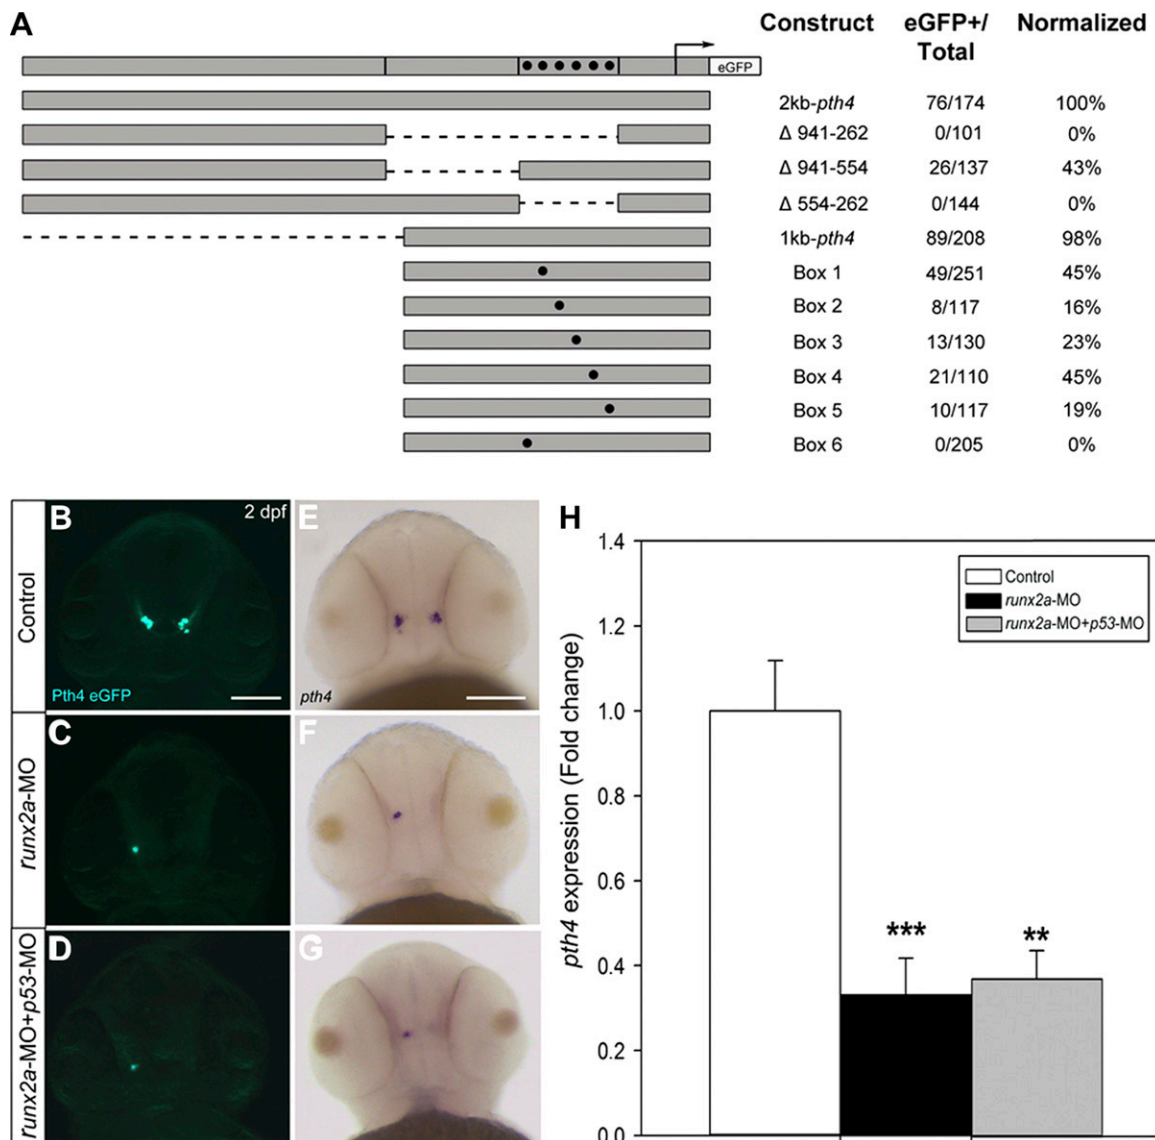 A
Construct eGFP+/ Total Normalized
eGFP
2kb-pth4 76/174 100%
Δ 941-262 0/101 0%
Δ 941-554 26/137 43%
Δ 554-262 0/144 0%
1kb-pth4 89/208 98%
Box 1 49/251 45%
Box 2 8/117 16%
Box 3 13/130 23%
Box 4 21/110 45%
Box 5 10/117 19%
Box 6 0/205 0%
Control
B
2 dpf
Pth4 eGFP
E
pth4
runx2a-MO
C
F
runx2a-MO+p53-MO
D
G
H
pth4 expression (Fold change)
1.4
1.2
1.0
0.8
0.6
0.4
0.2
0.0
Control
runx2a-MO
runx2a-MO+p53-MO
***
**